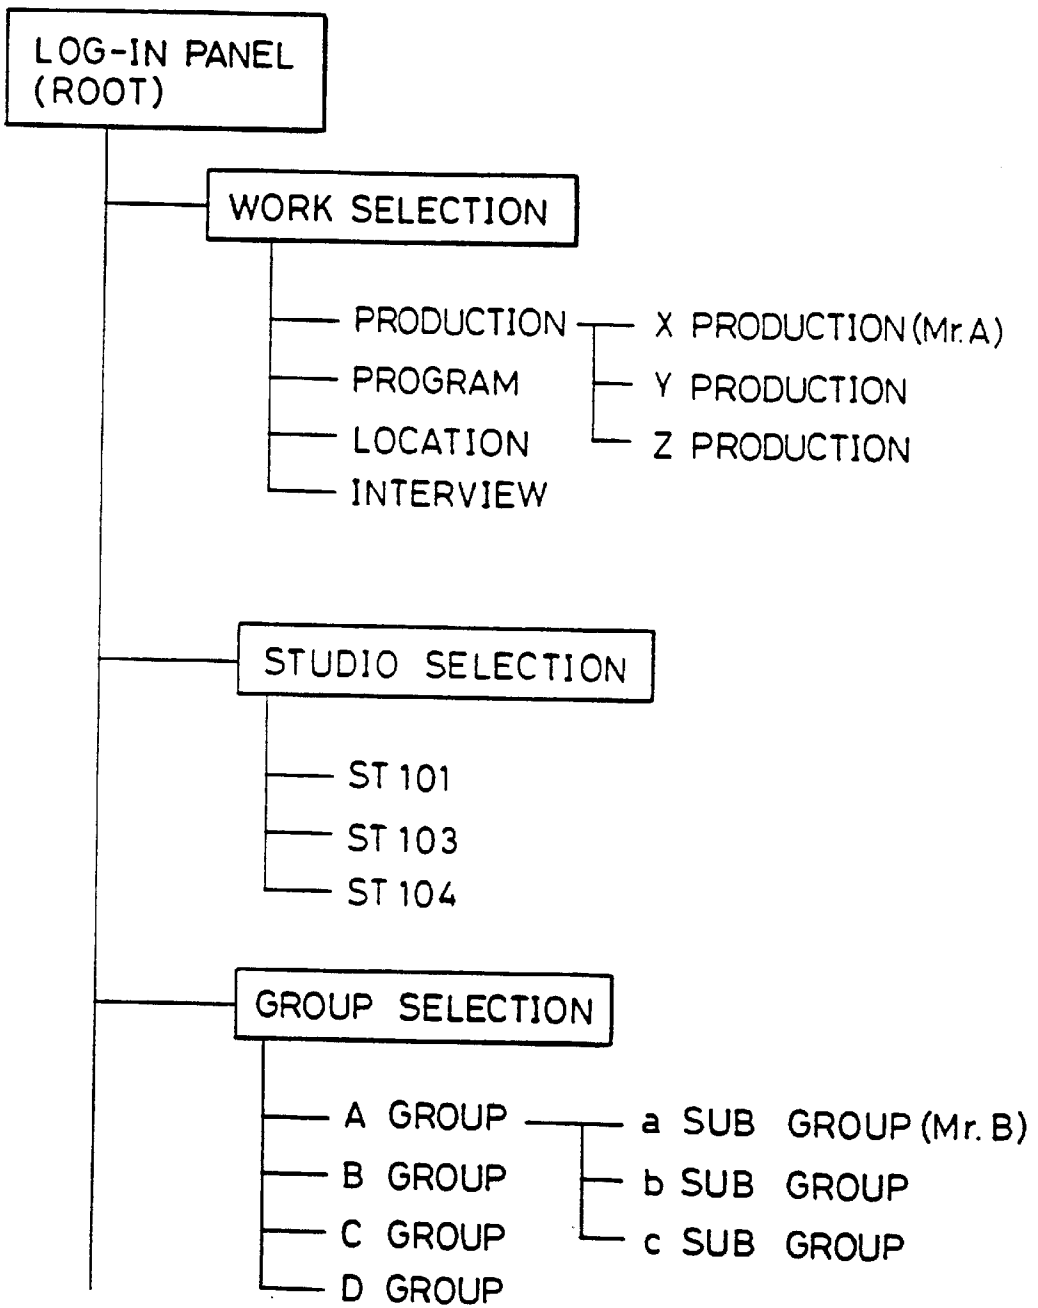 LOG-IN PANEL
(ROOT)
WORK SELECTION
PRODUCTION
X PRODUCTION (Mr. A)
PROGRAM
Y PRODUCTION
LOCATION
Z PRODUCTION
INTERVIEW
STUDIO SELECTION
ST 101
ST 103
ST 104
GROUP SELECTION
A GROUP
a SUB GROUP (Mr. B)
B GROUP
b SUB GROUP
C GROUP
c SUB GROUP
D GROUP